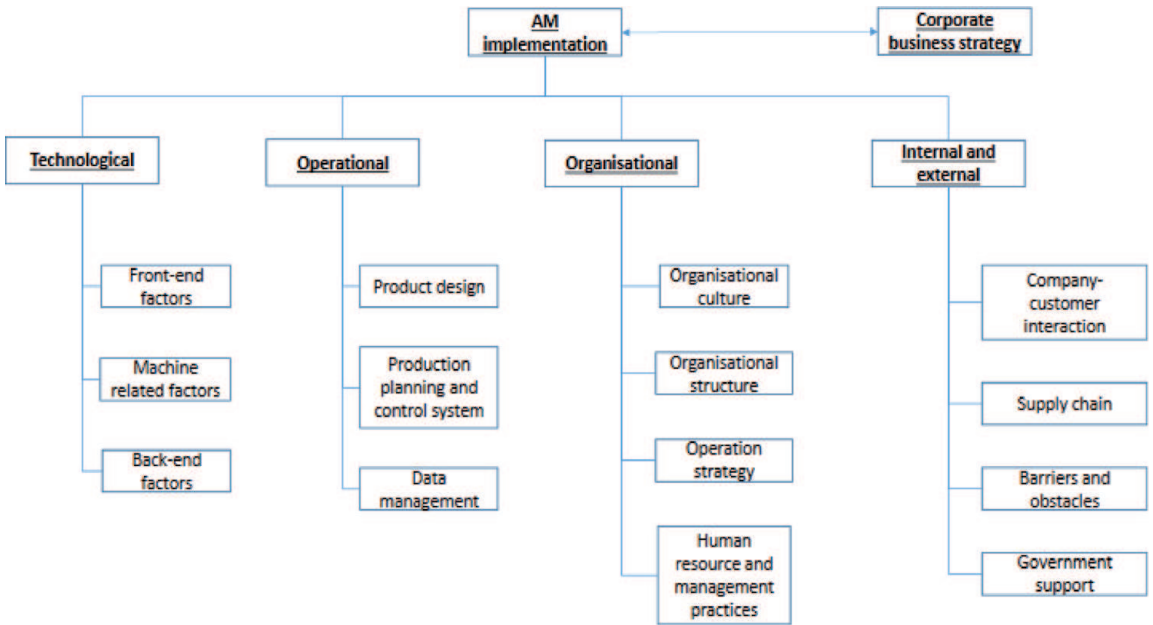 AM
implementation
Corporate
business strategy
Technological
Operational
Organisational
Internal and
external
Front-end
factors
Machine
related factors
Back-end
factors
Product design
Production
planning and
control system
Data
management
Organisational
culture
Organisational
structure
Operation
strategy
Human
resource and
management
practices
Company-
customer
interaction
Supply chain
Barriers and
obstacles
Government
support